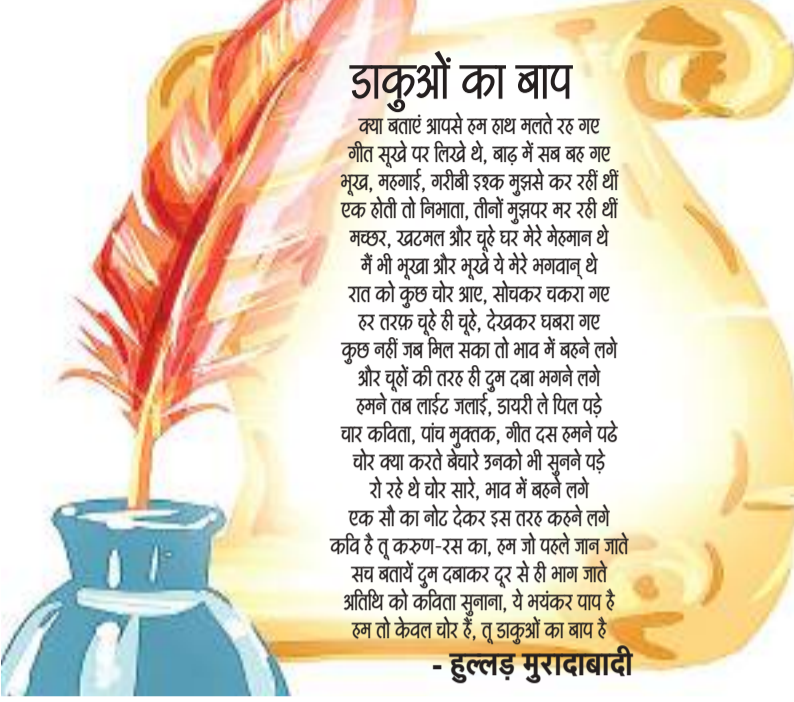 डाकुओं का बाप
क्या बताएं आपसे हम हाथ मलते रह गए
गीत सूखे पर लिखे थे, बाढ़ में सब बह गए
भूख, महगाई, गरीबी इश्क मुझसे कर रहीं थीं
एक होती तो निभाता, तीनों मुझपर मर रही थीं
मच्छर, खटमल और चूहे घर मेरे मेहमान थे
मैं भी भूखा और भूखे ये मेरे भगवान् थे
रात को कुछ चोर आए, सोचकर चकरा गए
हर तरफ़ चूहे ही चूहे, देखकर घबरा गए
कुछ नहीं जब मिल सका तो भाव में बहने लगे
और चूहों की तरह ही दुम दबा भगने लगे
हमने तब लाईट जलाई, डायरी ले पिल पड़े
चार कविता, पांच मुक्तक, गीत दस हमने पढे
चोर क्या करते बेचारे उनको भी सुनने पड़े
रो रहे थे चोर सारे, भाव में बहने लगे
एक सौ का नोट देकर इस तरह कहने लगे
कवि है तू करुण-रस का, हम जो पहले जान जाते
सच बतायें दुम दबाकर दूर से ही भाग जाते
अतिथि को कविता सुनाना, ये भयंकर पाप है
हम तो केवल चोर हैं, तू डाकुओं का बाप है
- हुल्लड़ मुरादाबादी